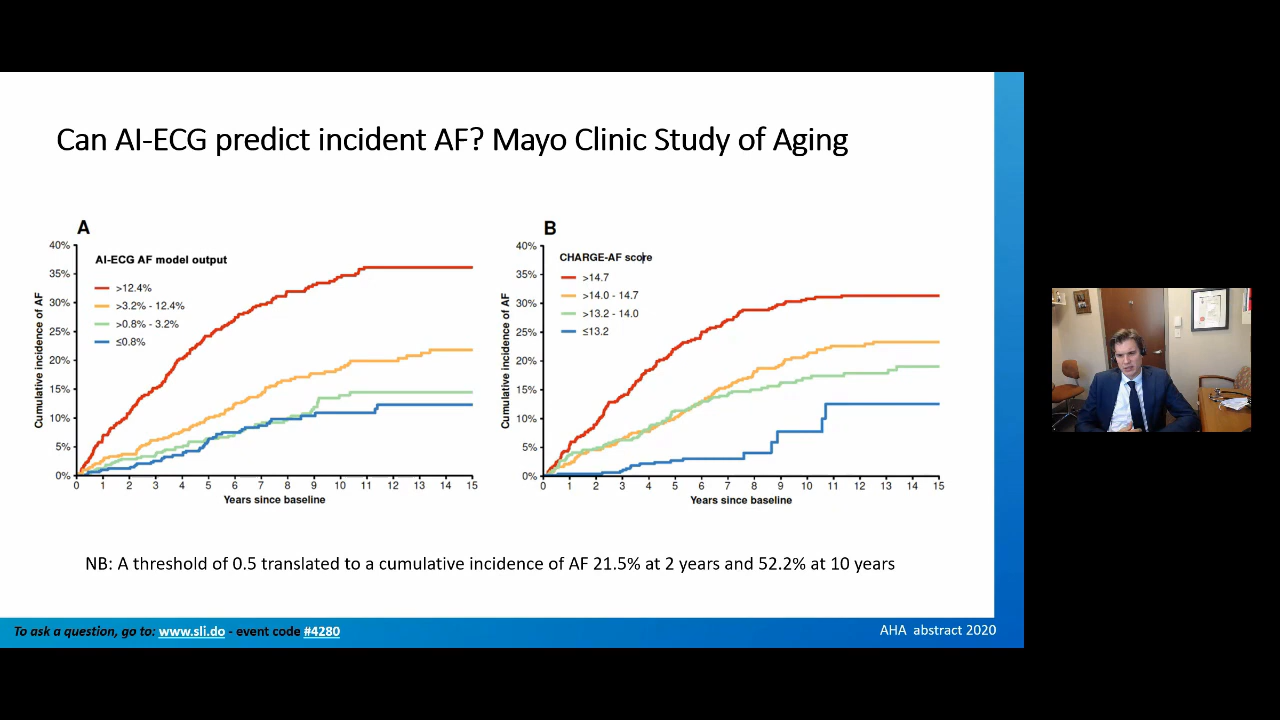 Can AI-ECG predict incident AF? Mayo Clinic Study of Aging
A
40%
35%
30%
25%
20%
15%
10%
5%
0%
Cumulative incidence of AF
AI-ECG AF model output
>12.4%
>3.2% - 12.4%
>0.8% - 3.2%
≤0.8%
0 1 2 3 4 5 6 7 8 9 10 11 12 13 14 15
Years since baseline
B
40%
35%
30%
25%
20%
15%
10%
5%
0%
Cumulative incidence of AF
CHARGE-AF score
>14.7
>14.0 - 14.7
>13.2 - 14.0
≤13.2
0 1 2 3 4 5 6 7 8 9 10 11 12 13 14 15
Years since baseline
NB: A threshold of 0.5 translated to a cumulative incidence of AF 21.5% at 2 years and 52.2% at 10 years
To ask a question, go to: www.sli.do - event code #4280
AHA abstract 2020